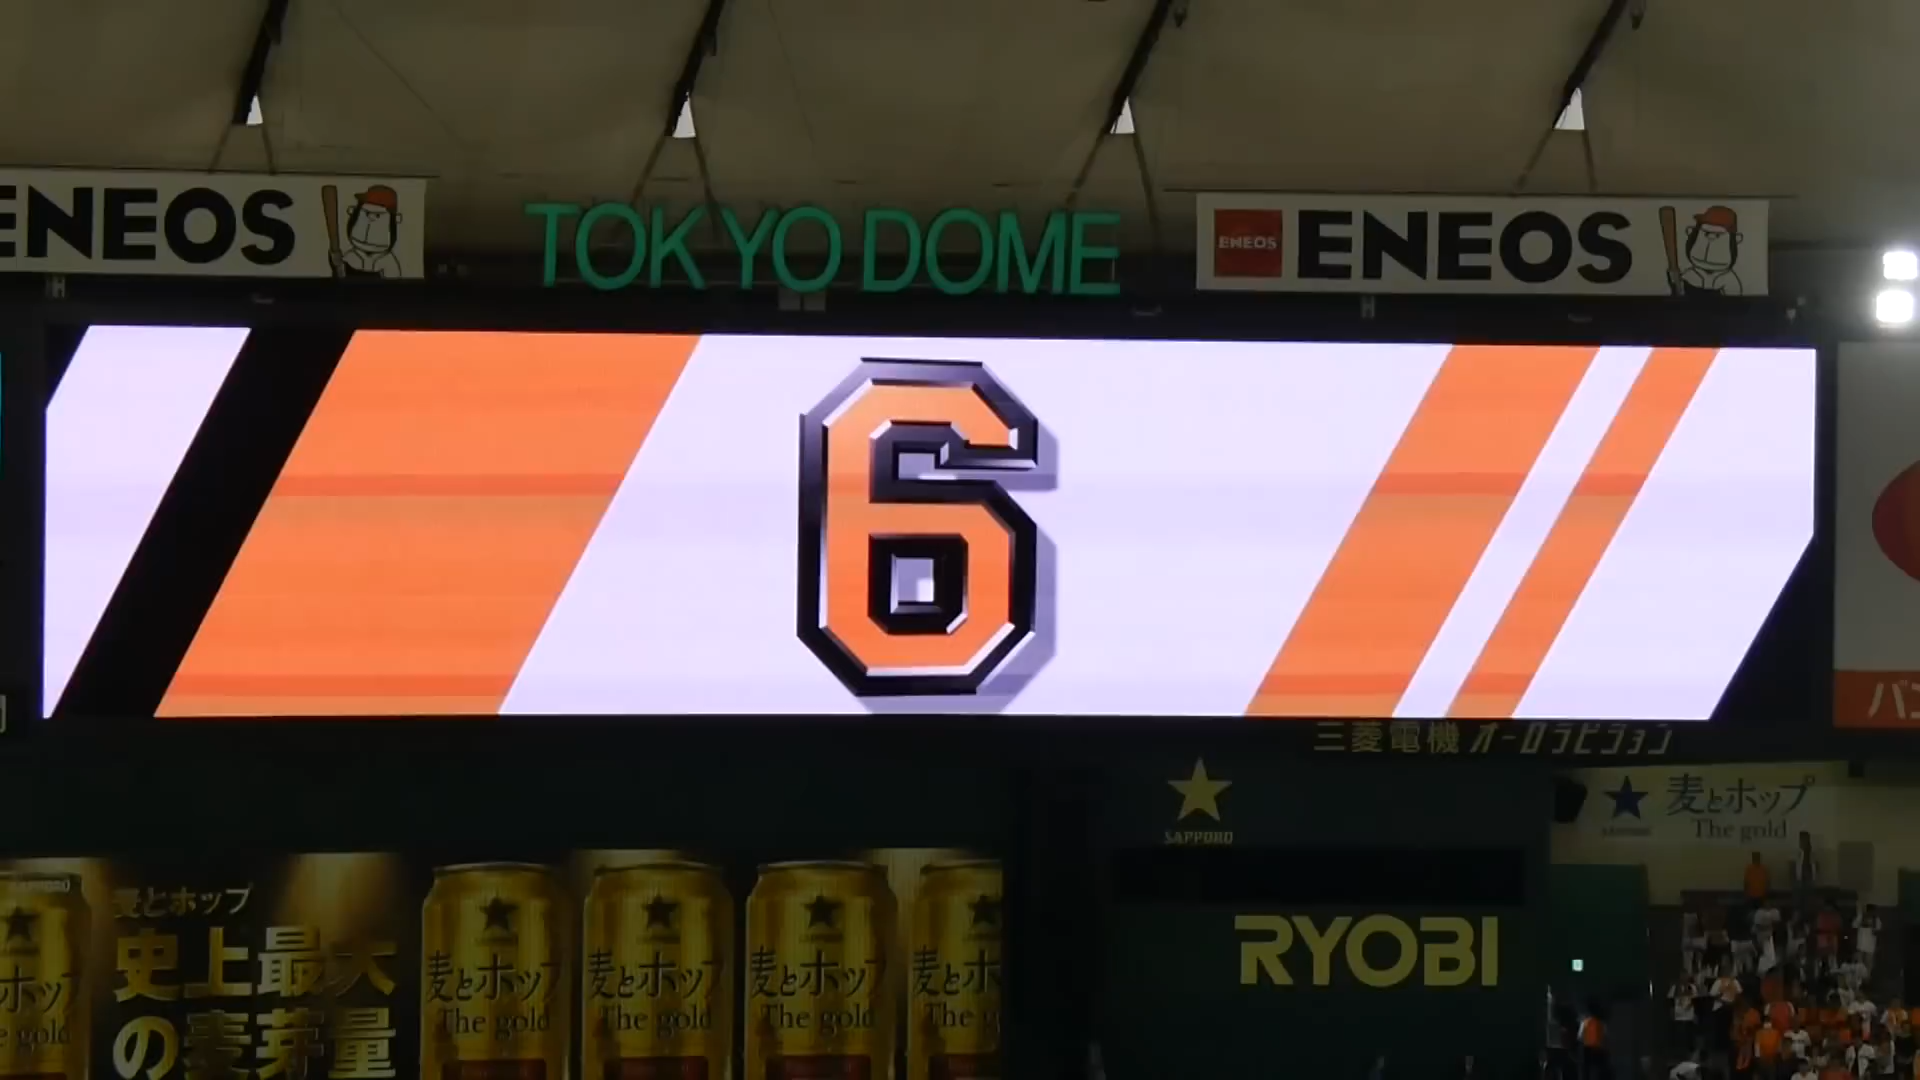 ENEOS
TOKYO DOME
ENEOS ENEOS
6
三菱電機 オーロラビジョン
SAPPORO
麦とホップ
The gold
麦とホップ
史上最大
の麦芽量
麦とホップ
The gold
麦とホップ
The gold
麦とホップ
The gold
RYOBI